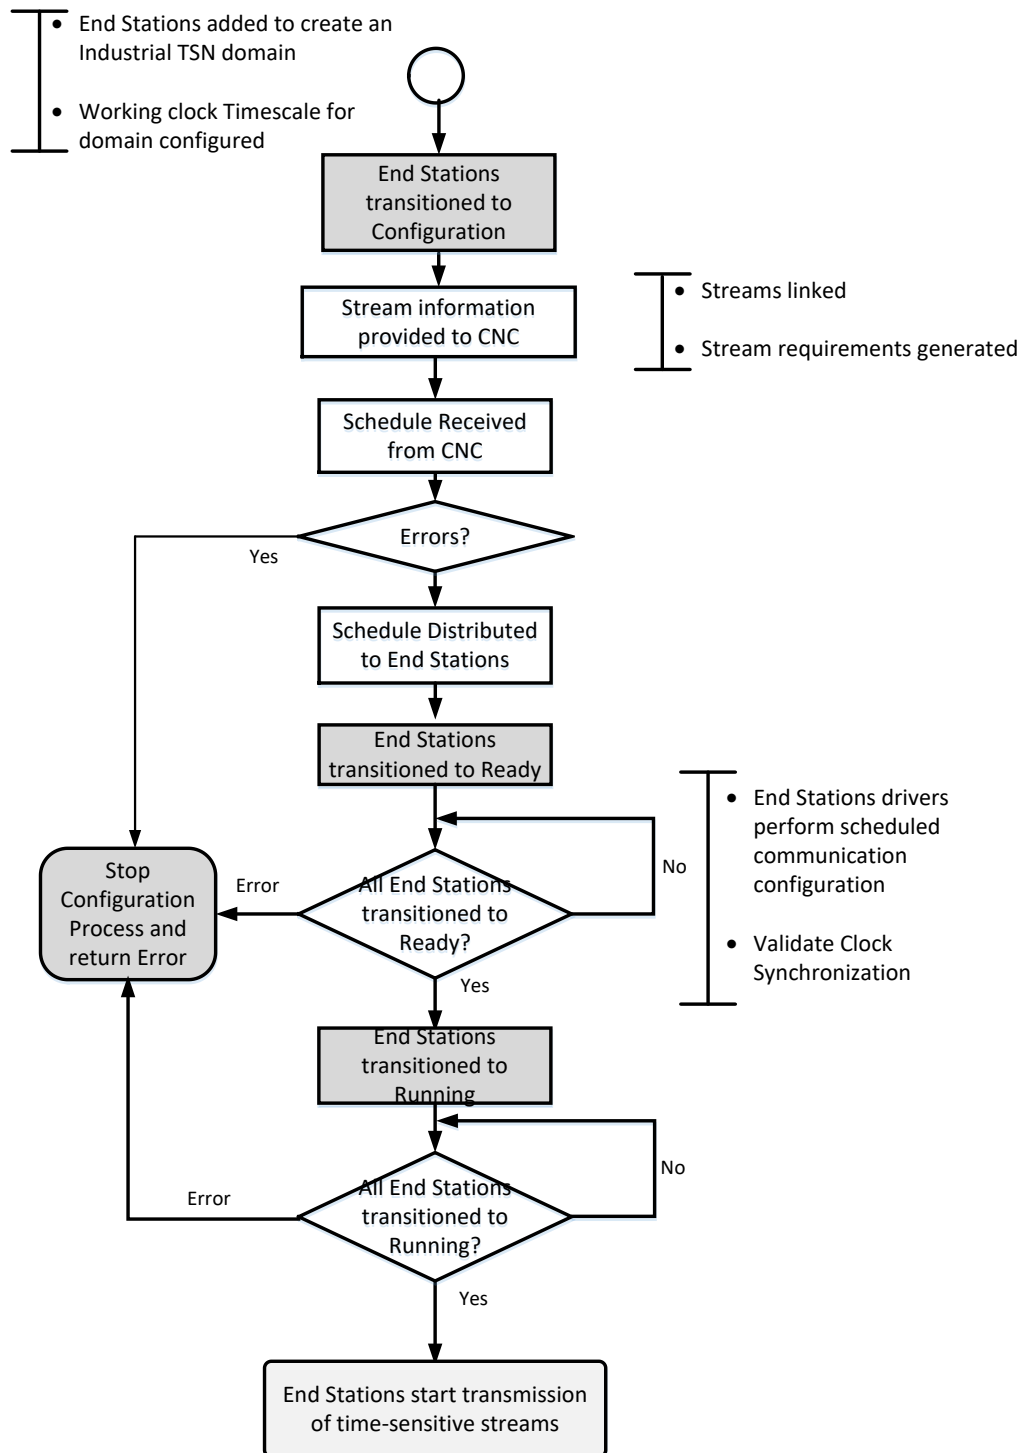 • End Stations added to create an
Industrial TSN domain
• Working clock Timescale for
domain configured
End Stations
transitioned to
Configuration
Stream information
provided to CNC
• Streams linked
• Stream requirements generated
Schedule Received
from CNC
Errors?
Yes
Schedule Distributed
to End Stations
End Stations
transitioned to Ready
• End Stations drivers
perform scheduled
communication
configuration
• Validate Clock
Synchronization
No
All End Stations
transitioned to
Ready?
Error
Stop
Configuration
Process and
return Error
Yes
End Stations
transitioned to
Running
No
All End Stations
transitioned to
Running?
Error
Yes
End Stations start transmission
of time-sensitive streams